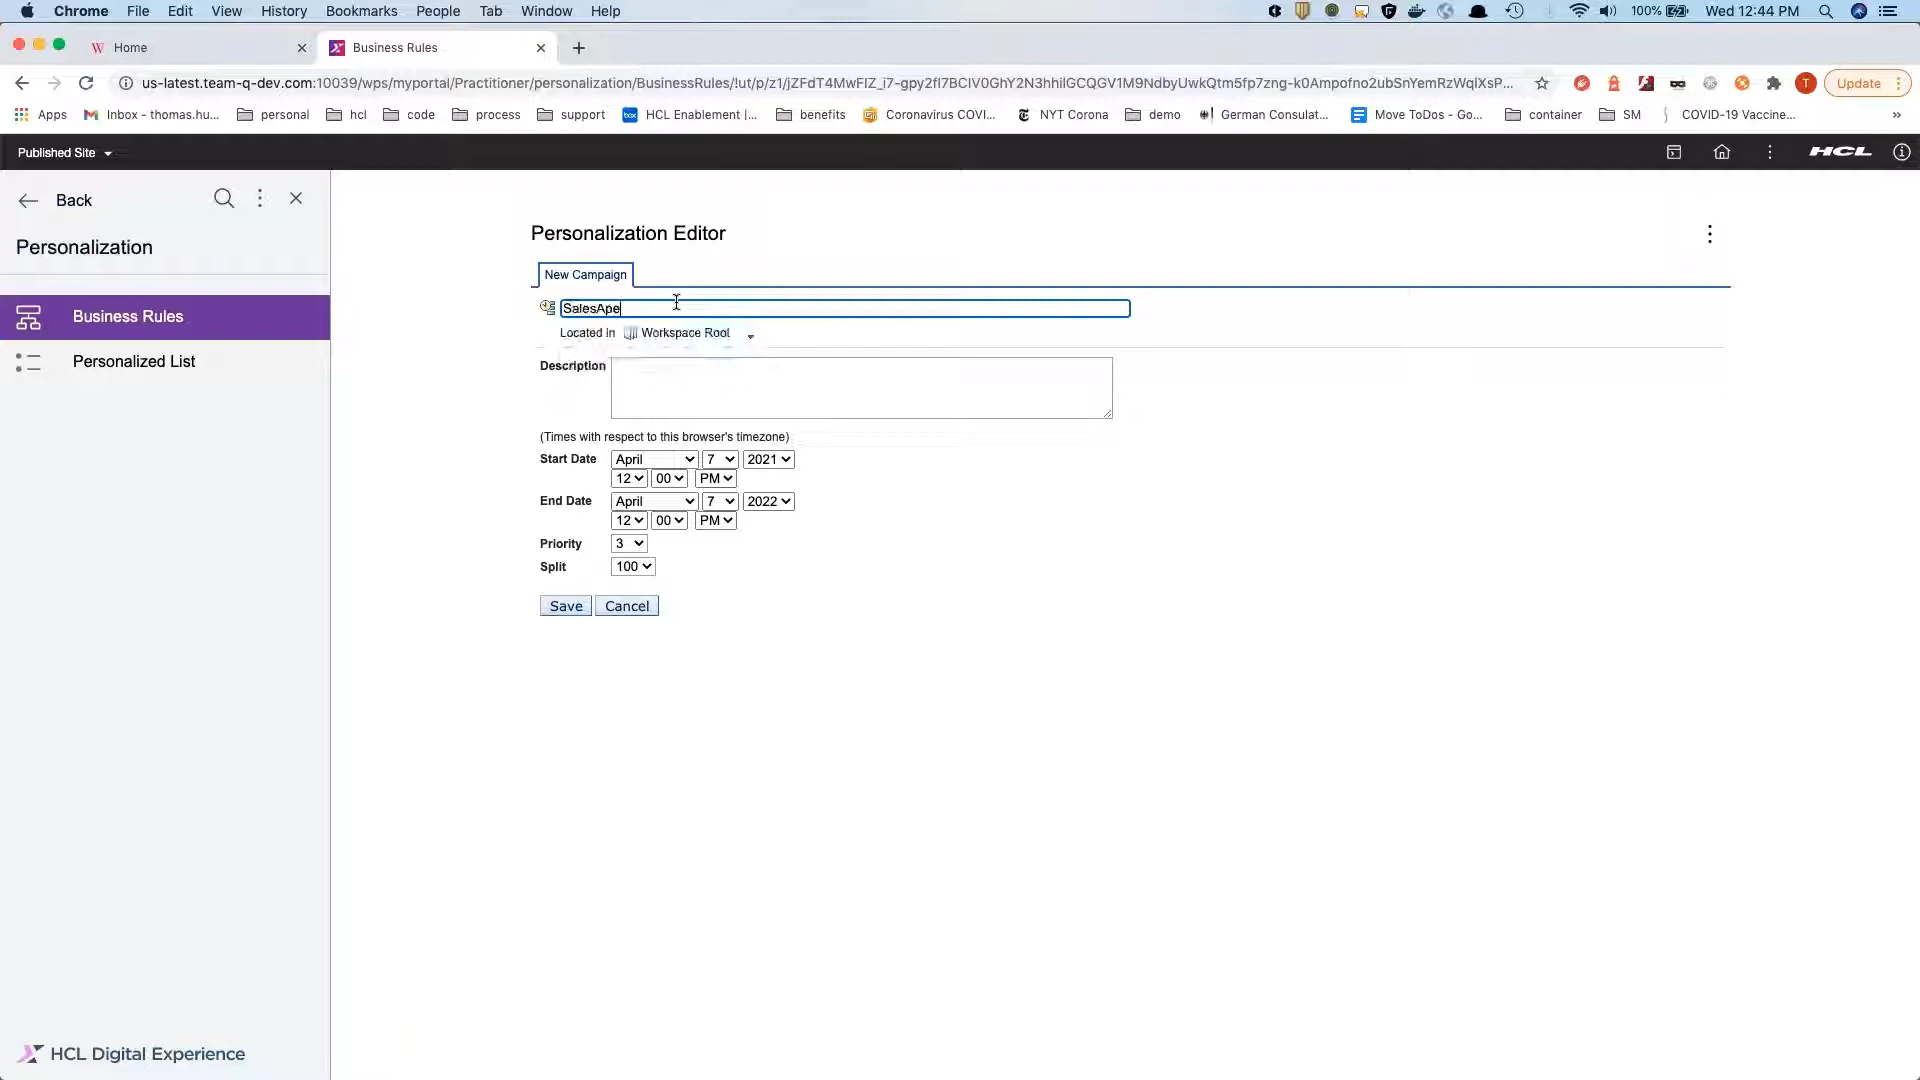 Chrome File Edit View History Bookmarks People Tab Window Help 100% Wed 12:44 PM
Home Business Rules
us-latest.team-q-dev.com:10039/wps/myportal/Practitioner/personalization/BusinessRules/!ut/p/z1/jZFdT4MwFIZ_i7-gpy2fl7BCIV0GhY2N3hhilGCQGV1M9NdbyUwkQtm5fp7zng-k0Ampofno2ubSnYemRzWqlXsP... Update
Apps Inbox - thomas.hu... personal hcl code process support box HCL Enablement |... benefits Coronavirus COVI... NYT Corona demo German Consulat... Move ToDos - Go... container SM COVID-19 Vaccine... »
Published Site HCL
Back
Personalization
Business Rules
Personalized List
Personalization Editor
New Campaign
SalesApe
Located in Workspace Root
Description
(Times with respect to this browser's timezone)
Start Date April 7 2021
12 00 PM
End Date April 7 2022
12 00 PM
Priority 3
Split 100
Save Cancel
HCL Digital Experience